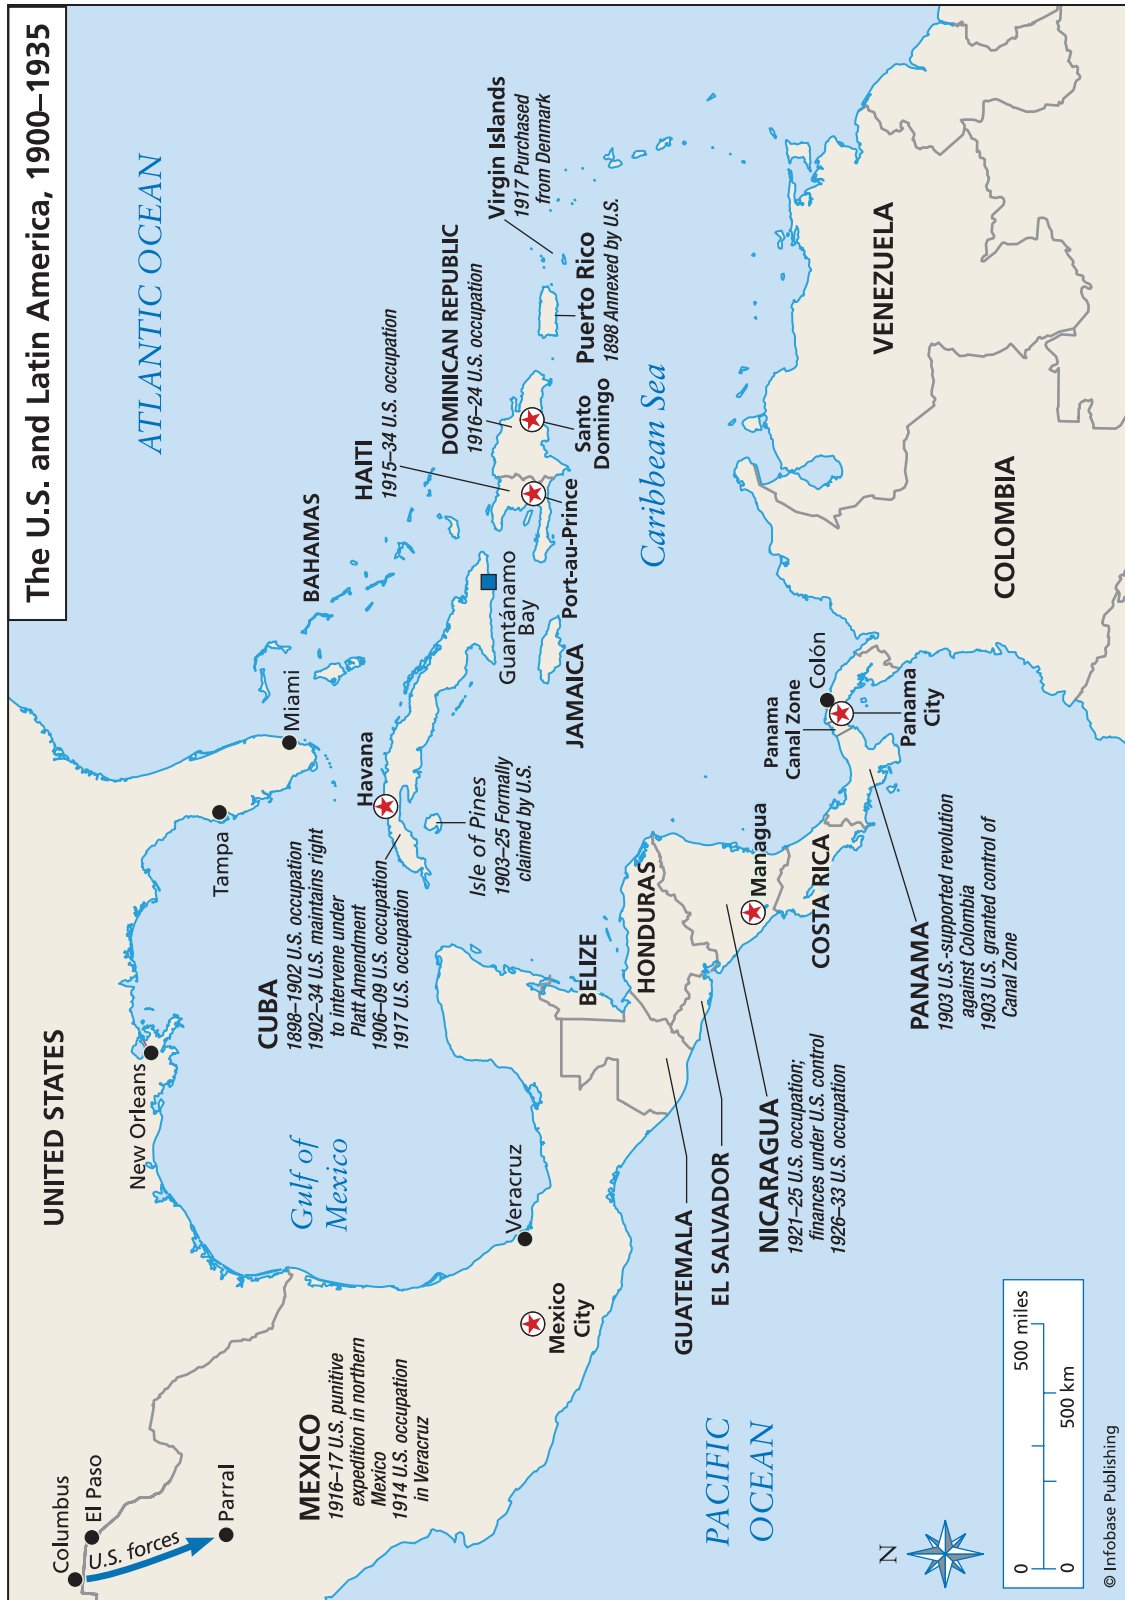 The U.S. and Latin America, 1900–1935
UNITED STATES
ATLANTIC OCEAN
Columbus
El Paso
U.S. forces
Parral
New Orleans
Tampa
Miami
Gulf of
Mexico
MEXICO
1916–17 U.S. punitive
expedition in northern
Mexico
1914 U.S. occupation
in Veracruz
Mexico
City
Veracruz
CUBA
1898–1902 U.S. occupation
1902–34 U.S. maintains right
to intervene under
Platt Amendment
1906–09 U.S. occupation
1917 U.S. occupation
Havana
Isle of Pines
1903–25 Formally
claimed by U.S.
BAHAMAS
HAITI
1915–34 U.S. occupation
DOMINICAN REPUBLIC
1916–24 U.S. occupation
Virgin Islands
1917 Purchased
from Denmark
Puerto Rico
1898 Annexed by U.S.
Santo
Domingo
Port-au-Prince
Guantánamo
Bay
JAMAICA
Caribbean Sea
BELIZE
HONDURAS
GUATEMALA
EL SALVADOR
NICARAGUA
1921–25 U.S. occupation;
finances under U.S. control
1926–33 U.S. occupation
Managua
COSTA RICA
Panama
Canal Zone
Colón
Panama
City
PANAMA
1903 U.S.-supported revolution
against Colombia
1903 U.S. granted control of
Canal Zone
COLOMBIA
VENEZUELA
PACIFIC
OCEAN
N
0
500 miles
0
500 km
© Infobase Publishing